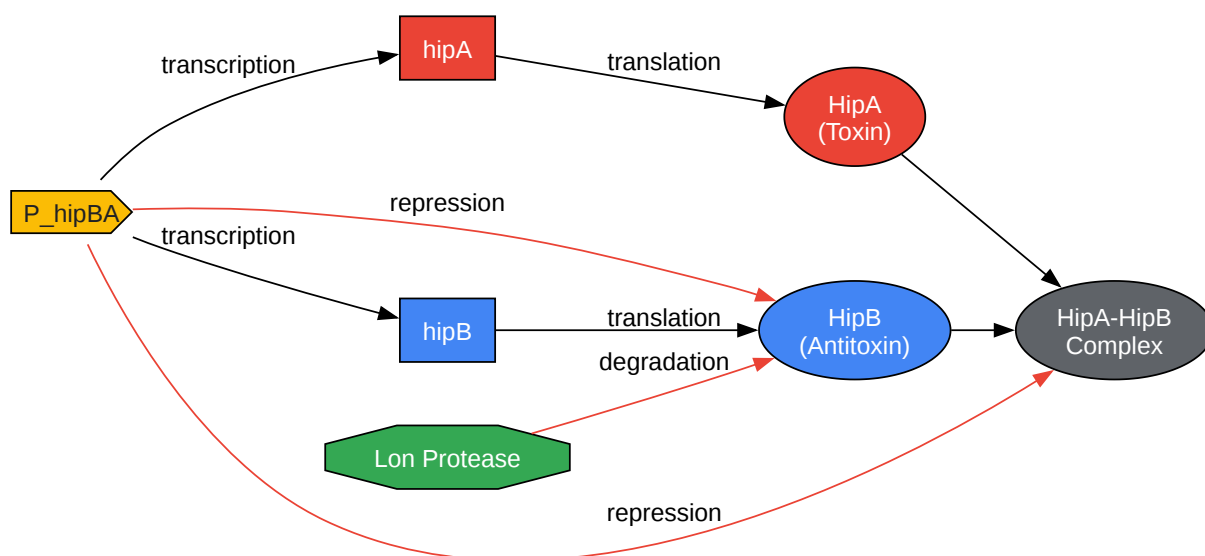 hipA
transcription
translation
HipA
(Toxin)
P_hipBA
repression
transcription
hipB
translation
HipB
(Antitoxin)
HipA-HipB
Complex
degradation
Lon Protease
repression